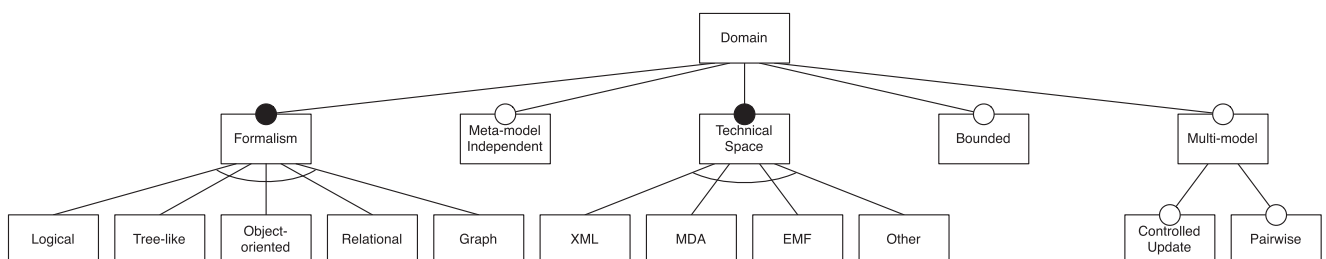 Domain
Formalism
Meta-model
Independent
Technical
Space
Bounded
Multi-model
Logical
Tree-like
Object-
oriented
Relational
Graph
XML
MDA
EMF
Other
Controlled
Update
Pairwise